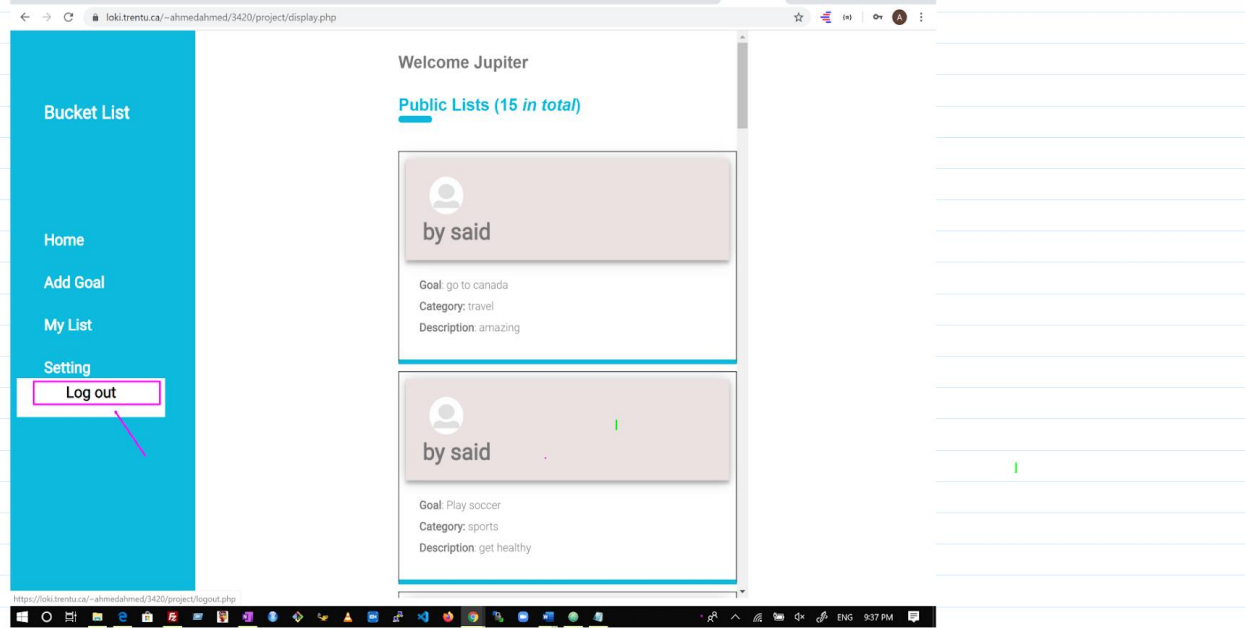 loki.trentu.ca/~ahmedahmed/3420/project/display.php
A
Bucket List
Home
Add Goal
My List
Setting
Log out
Welcome Jupiter
Public Lists (15 in total)
by said
Goal: go to canada
Category: travel
Description: amazing
by said
Goal: Play soccer
Category: sports
Description: get healthy
https://loki.trentu.ca/~ahmedahmed/3420/project/logout.php
ENG 9:37 PM